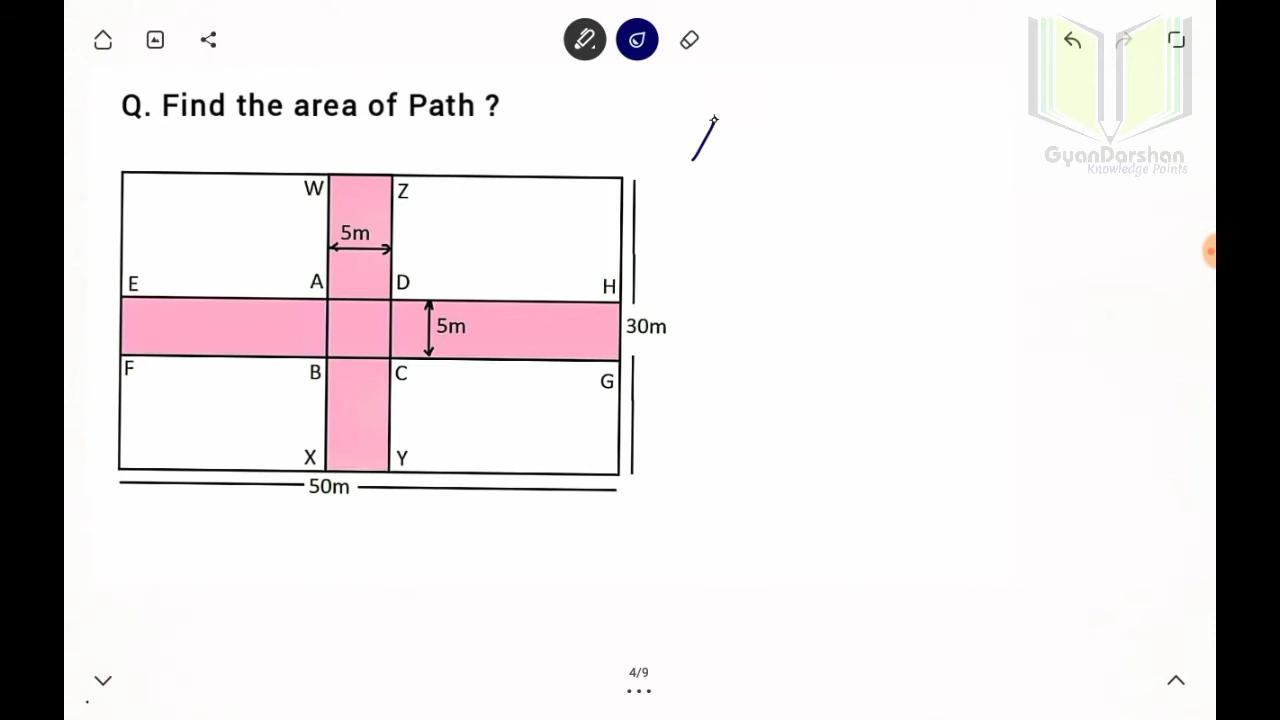 GyanDarshan
Knowledge Points
Q. Find the area of Path ?
W Z
5m
E A D H
5m 30m
F B C G
X Y
50m
4/9